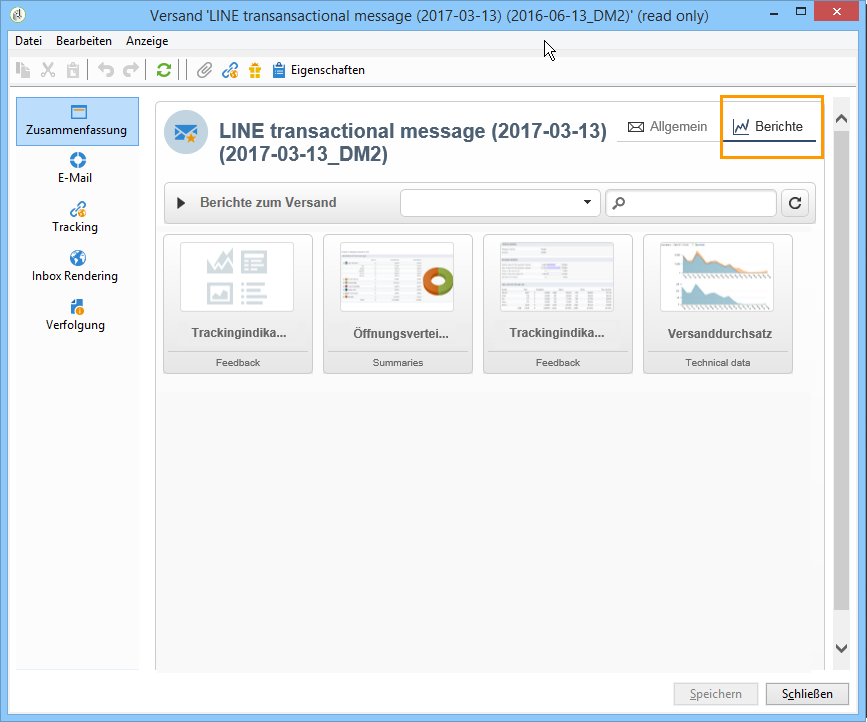 Versand 'LINE transanactional message (2017-03-13) (2016-06-13_DM2)' (read only)
Datei Bearbeiten Anzeige
Eigenschaften
Zusammenfassung
E-Mail
Tracking
Inbox Rendering
Verfolgung
LINE transactional message (2017-03-13)
(2017-03-13_DM2)
Allgemein
Berichte
Berichte zum Versand
Trackingindika...
Feedback
Öffnungsvertei...
Summaries
Trackingindika...
Feedback
Versanddurchsatz
Technical data
Speichern
Schließen